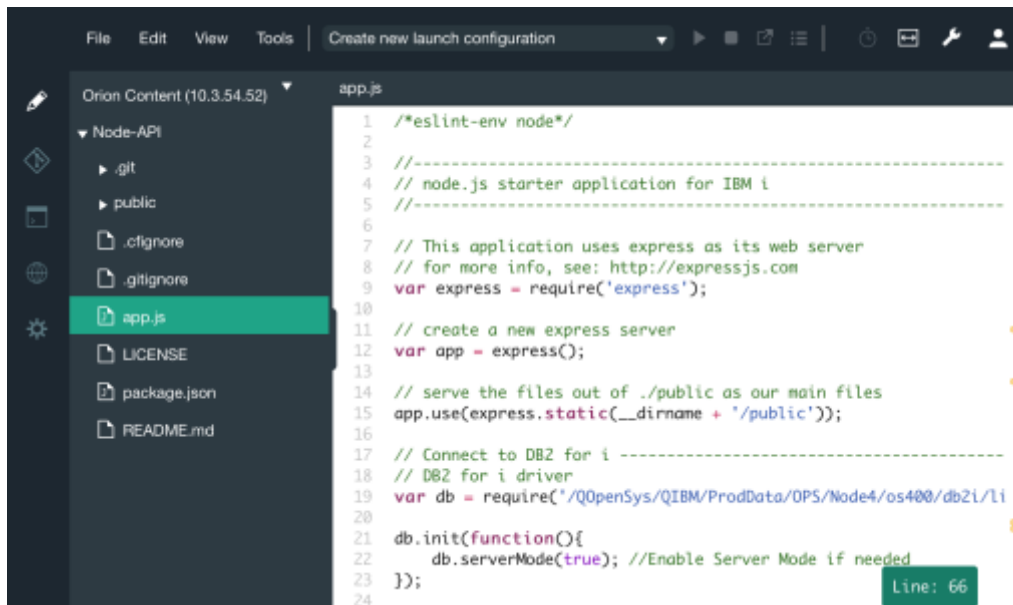 File Edit View Tools Create new launch configuration
Orion Content (10.3.54.52)
Node-API
.git
public
.cfignore
.gitignore
app.js
LICENSE
package.json
README.md
app.js
1 /*eslint-env node*/
2
3 //---------------------------------------------------------------
4 // node.js starter application for IBM i
5 //---------------------------------------------------------------
6
7 // This application uses express as its web server
8 // for more info, see: http://expressjs.com
9 var express = require('express');
10
11 // create a new express server
12 var app = express();
13
14 // serve the files out of ./public as our main files
15 app.use(express.static(__dirname + '/public'));
16
17 // Connect to DB2 for i -----------------------------------------
18 // DB2 for i driver
19 var db = require('/QOpenSys/QIBM/ProdData/OPS/Node4/os400/db2i/li
20
21 db.init(function(){
22 db.serverMode(true); //Enable Server Mode if needed
23 });
24
Line: 66